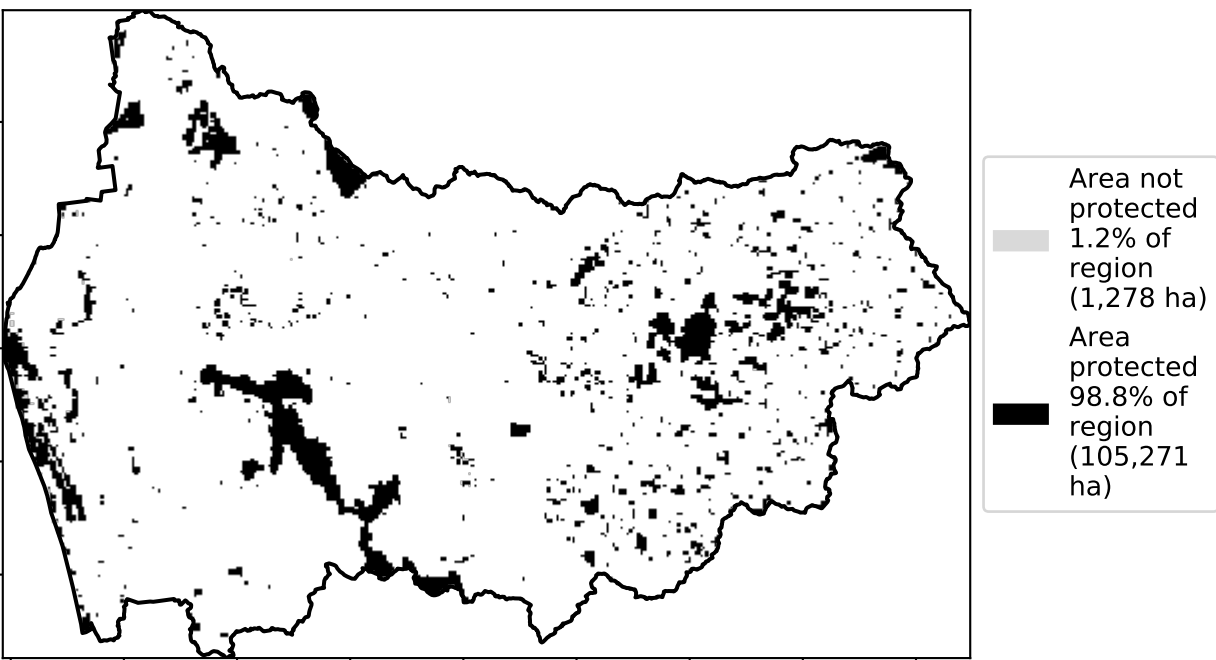 Area not
protected
1.2% of
region
(1,278 ha)
Area
protected
98.8% of
region
(105,271
ha)